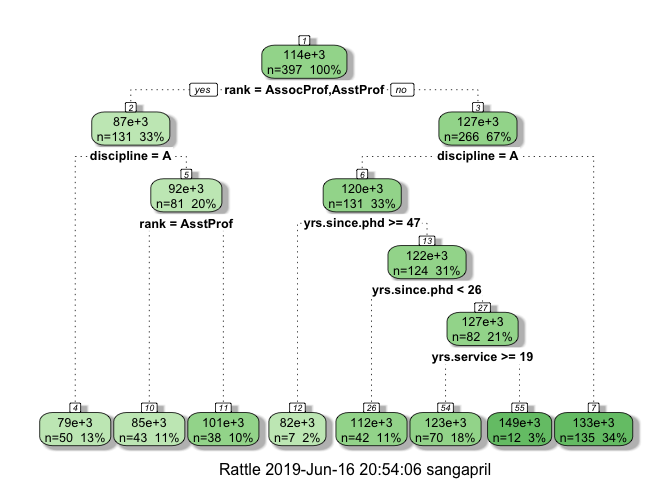 1
114e+3
n=397 100%
yes rank = AssocProf,AsstProf no
2
87e+3
n=131 33%
3
127e+3
n=266 67%
discipline = A
discipline = A
5
92e+3
n=81 20%
6
120e+3
n=131 33%
rank = AsstProf
yrs.since.phd >= 47
13
122e+3
n=124 31%
yrs.since.phd < 26
27
127e+3
n=82 21%
yrs.service >= 19
4
79e+3
n=50 13%
10
85e+3
n=43 11%
11
101e+3
n=38 10%
12
82e+3
n=7 2%
26
112e+3
n=42 11%
54
123e+3
n=70 18%
55
149e+3
n=12 3%
7
133e+3
n=135 34%
Rattle 2019-Jun-16 20:54:06 sangapril